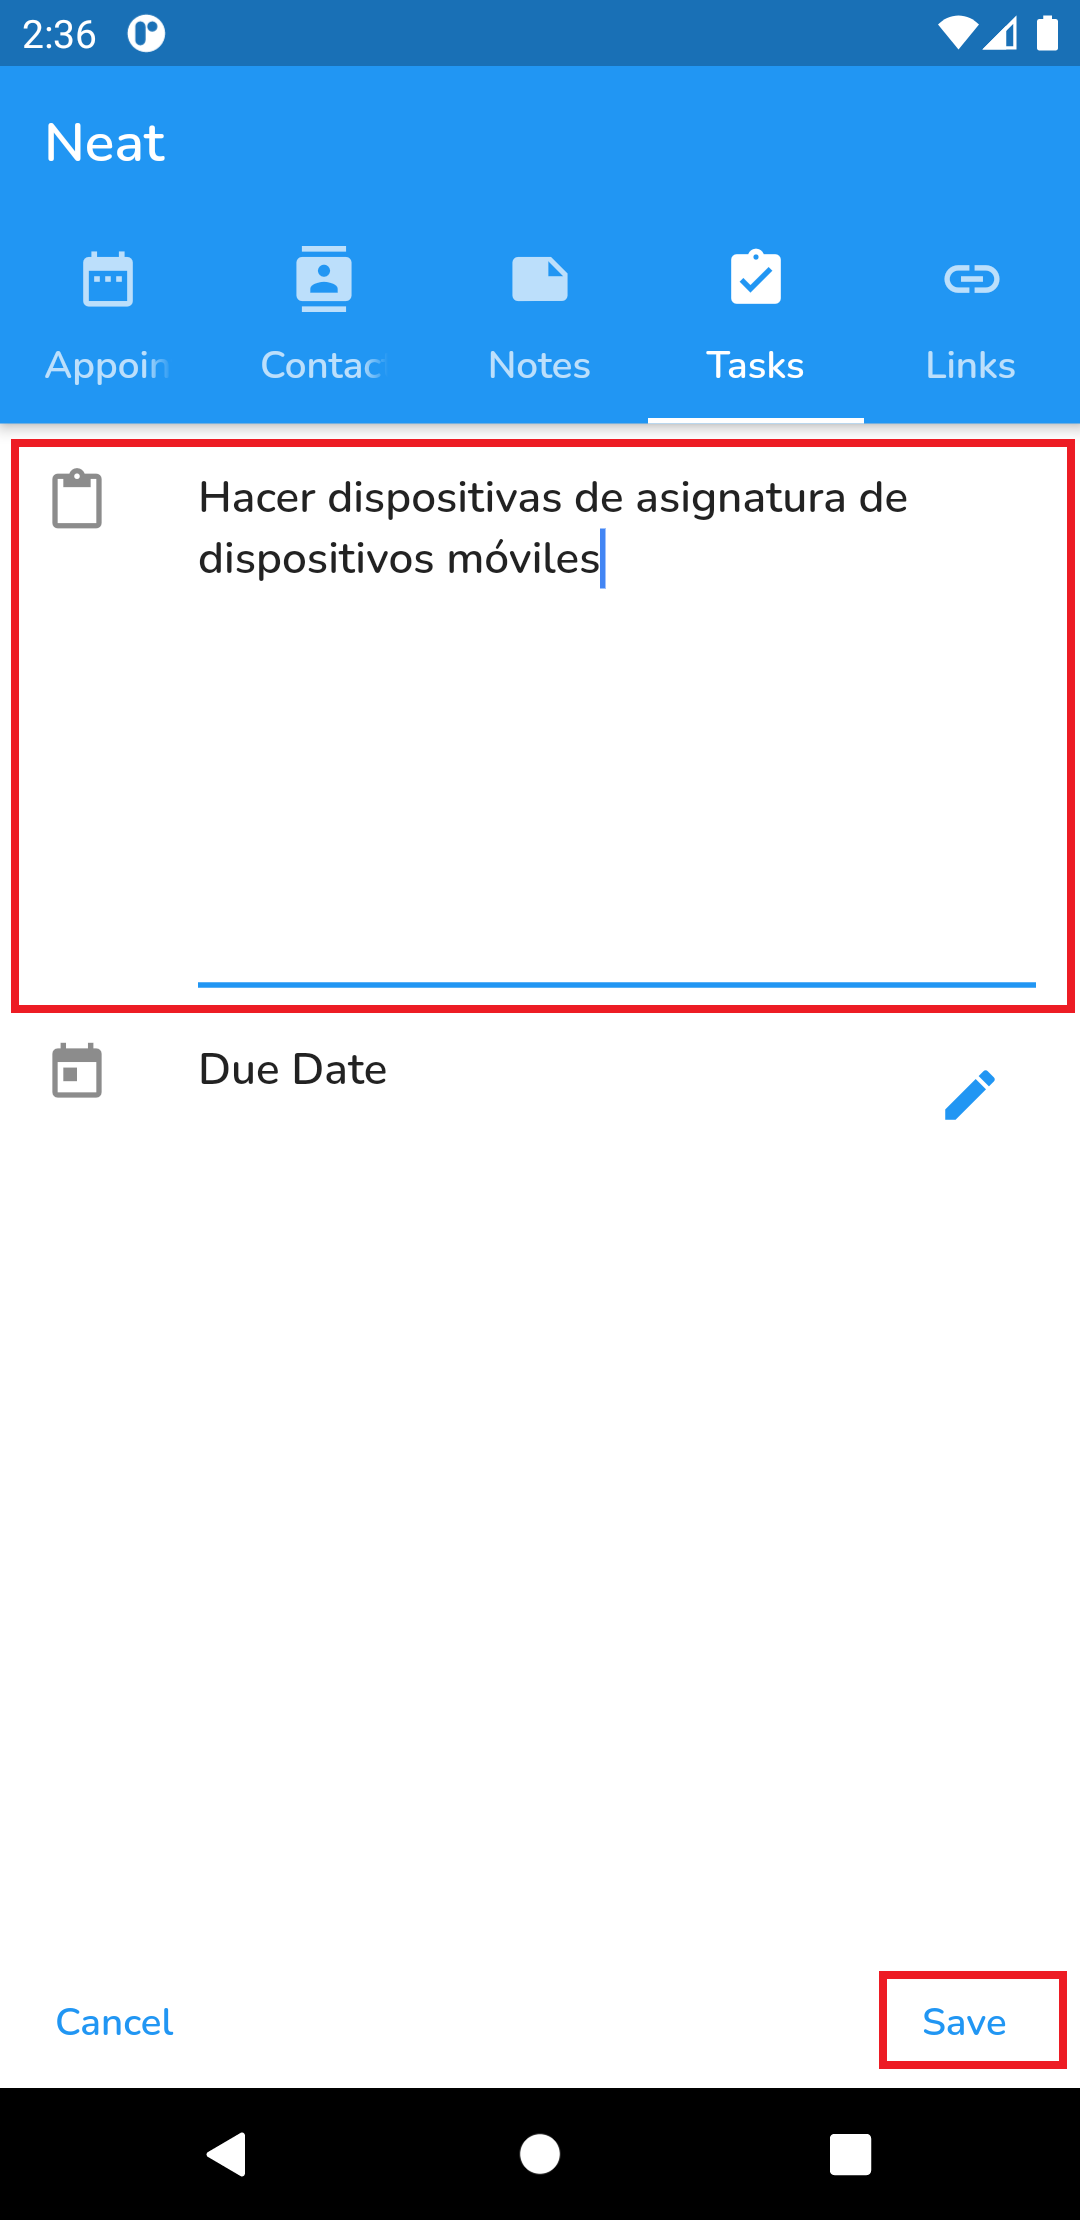 2:36
Neat
Appoin
Contac
Notes
Tasks
Links
Hacer dispositivas de asignatura de
dispositivos móviles
Due Date
Cancel
Save